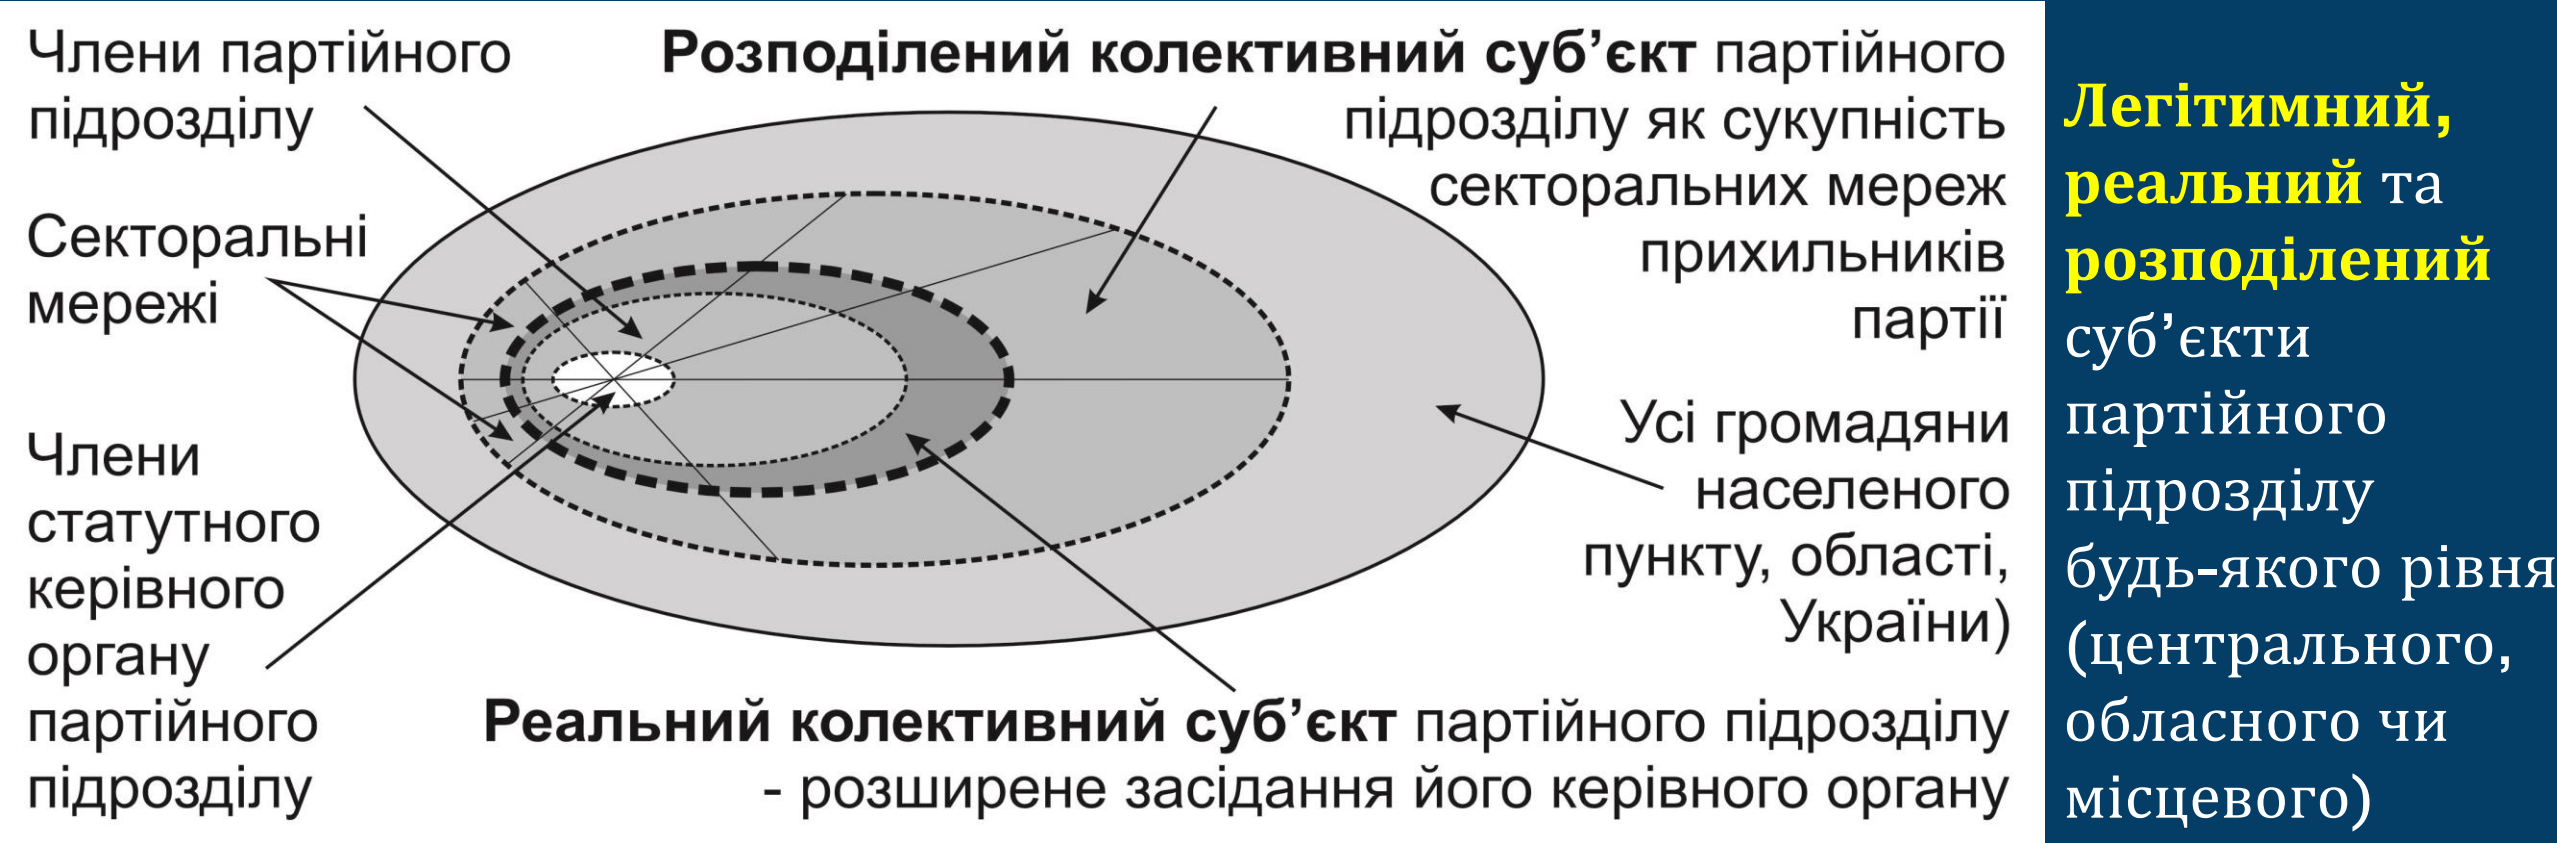 Члени партійного
підрозділу
Розподілений колективний суб’єкт партійного
підрозділу як сукупність
секторальних мереж
прихильників
партії
Секторальні
мережі
Члени
статутного
керівного
органу
партійного
підрозділу
Усі громадяни
населеного
пункту, області,
України)
Реальний колективний суб’єкт партійного підрозділу
- розширене засідання його керівного органу
Легітимний,
реальний та
розподілений
суб’єкти
партійного
підрозділу
будь-якого рівня
(центрального,
обласного чи
місцевого)